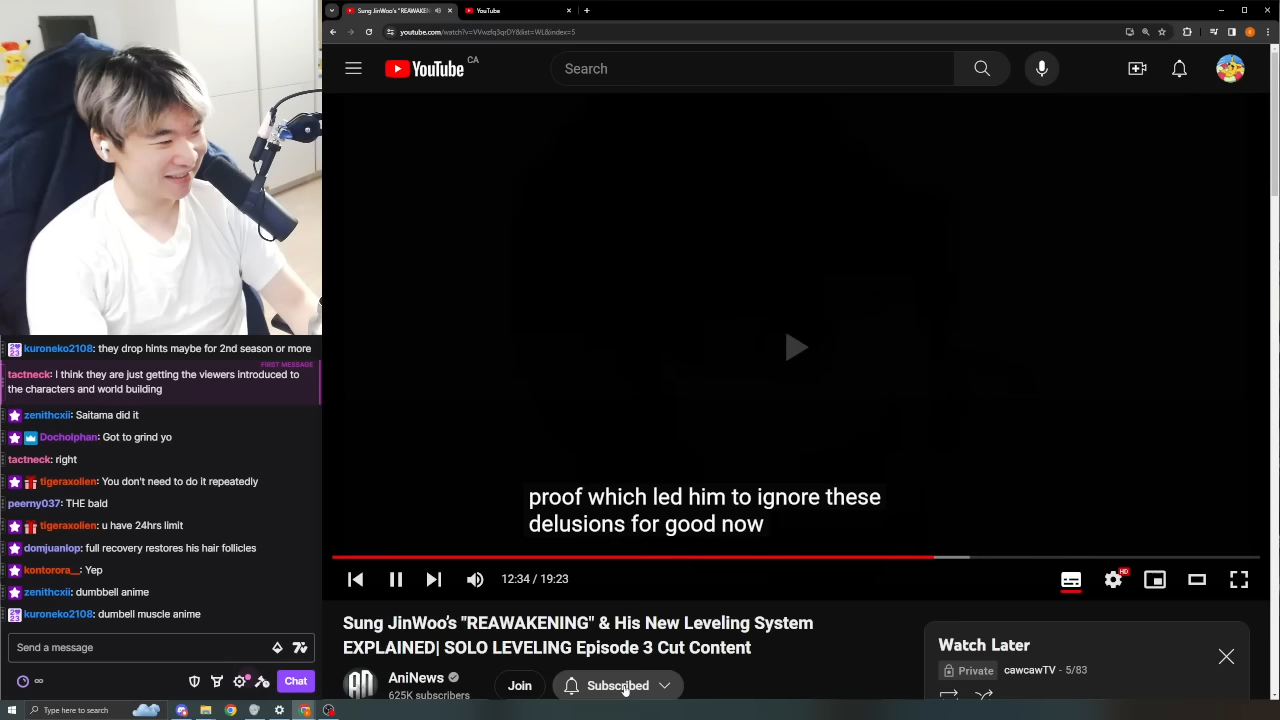 Sung JinWoo's "REAWAKEN
YouTube
youtube.com/watch?v=VVwzfq3qrDY&list=WL&index=5
YouTube CA
Search
proof which led him to ignore these
delusions for good now
12:34 / 19:23
HD
Sung JinWoo's "REAWAKENING" & His New Leveling System
EXPLAINED| SOLO LEVELING Episode 3 Cut Content
AniNews
625K subscribers
Join
Subscribed
Watch Later
Private cawcawTV - 5/83
kuroneko2108: they drop hints maybe for 2nd season or more
FIRST MESSAGE
tactneck: I think they are just getting the viewers introduced to
the characters and world building
zenithcxii: Saitama did it
Docholphan: Got to grind yo
tactneck: right
tigeraxolien: You don't need to do it repeatedly
peerny037: THE bald
tigeraxolien: u have 24hrs limit
domjuanlop: full recovery restores his hair follicles
kontorora__: Yep
zenithcxii: dumbbell anime
kuroneko2108: dumbell muscle anime
Send a message
Chat
Type here to search